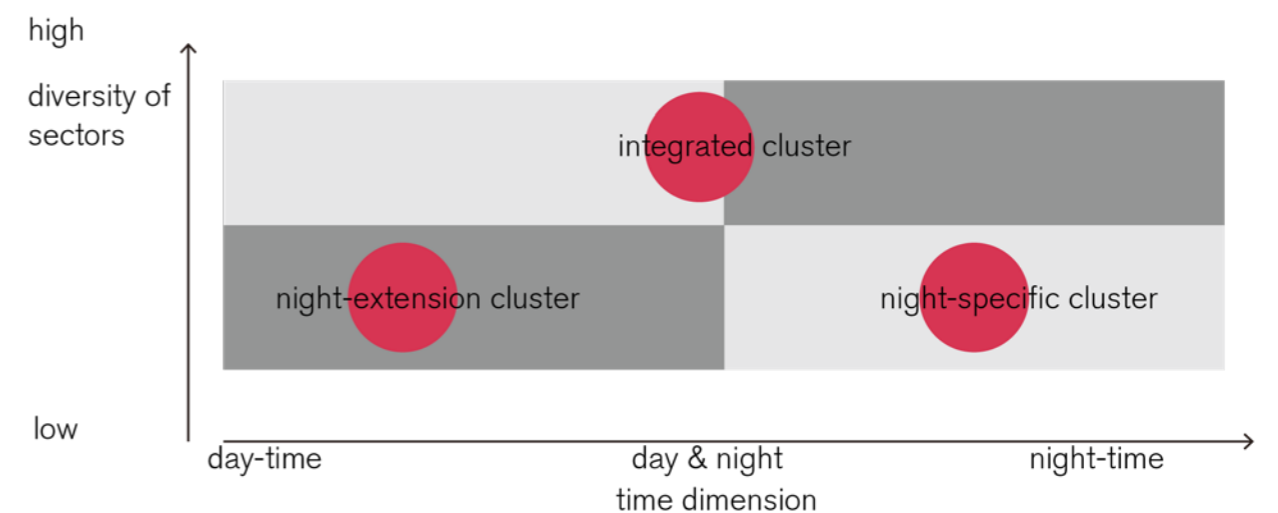 high
diversity of
sectors
integrated cluster
night-extension cluster
night-specific cluster
low
day-time
day & night
night-time
time dimension